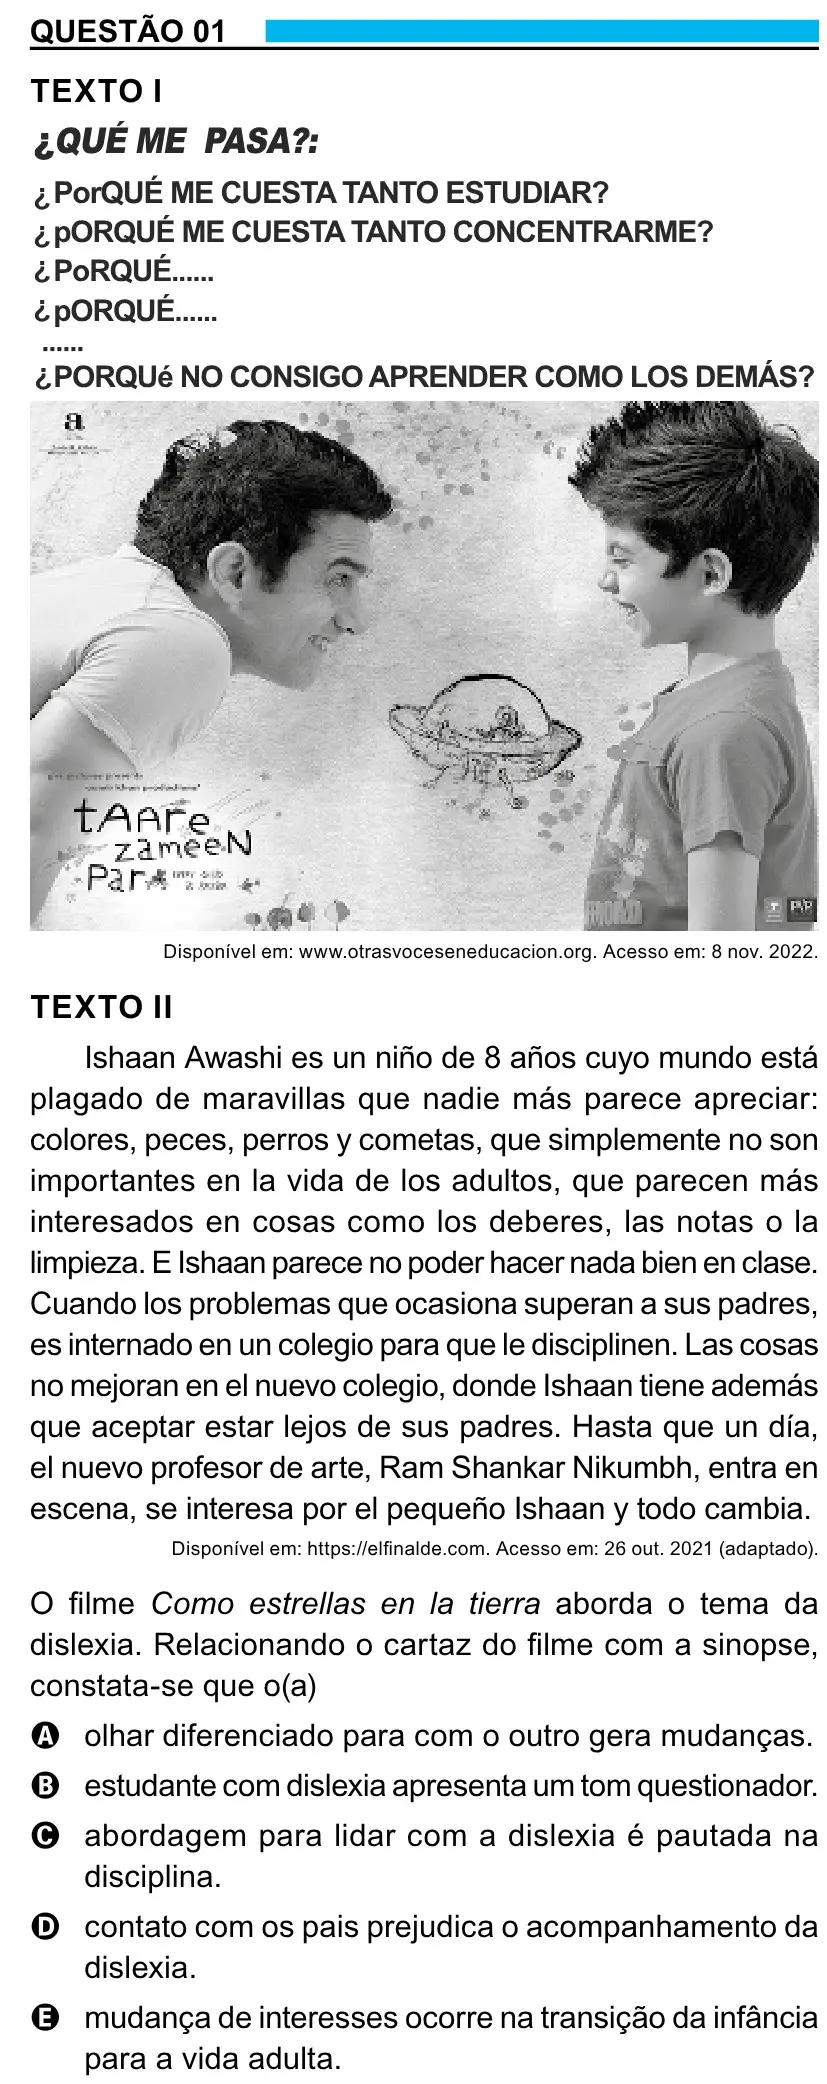 QUESTÃO 01
TEXTO I
¿QUÉ ME PASA?:
¿PorQUÉ ME CUESTA TANTO ESTUDIAR?
¿pORQUÉ ME CUESTA TANTO CONCENTRARME?
¿PoRQUÉ......
¿pORQUÉ......
......
¿PORQUé NO CONSIGO APRENDER COMO LOS DEMÁS?
a
tAAre
zameeN
Par
PVR
Disponível em: www.otrasvoceseneducacion.org. Acesso em: 8 nov. 2022.
TEXTO II
Ishaan Awashi es un niño de 8 años cuyo mundo está
plagado de maravillas que nadie más parece apreciar:
colores, peces, perros y cometas, que simplemente no son
importantes en la vida de los adultos, que parecen más
interesados en cosas como los deberes, las notas o la
limpieza. E Ishaan parece no poder hacer nada bien en clase.
Cuando los problemas que ocasiona superan a sus padres,
es internado en un colegio para que le disciplinen. Las cosas
no mejoran en el nuevo colegio, donde Ishaan tiene además
que aceptar estar lejos de sus padres. Hasta que un día,
el nuevo profesor de arte, Ram Shankar Nikumbh, entra en
escena, se interesa por el pequeño Ishaan y todo cambia.
Disponível em: https://elfinalde.com. Acesso em: 26 out. 2021 (adaptado).
O filme Como estrellas en la tierra aborda o tema da
dislexia. Relacionando o cartaz do filme com a sinopse,
constata-se que o(a)
A olhar diferenciado para com o outro gera mudanças.
B estudante com dislexia apresenta um tom questionador.
C abordagem para lidar com a dislexia é pautada na
disciplina.
D contato com os pais prejudica o acompanhamento da
dislexia.
E mudança de interesses ocorre na transição da infância
para a vida adulta.